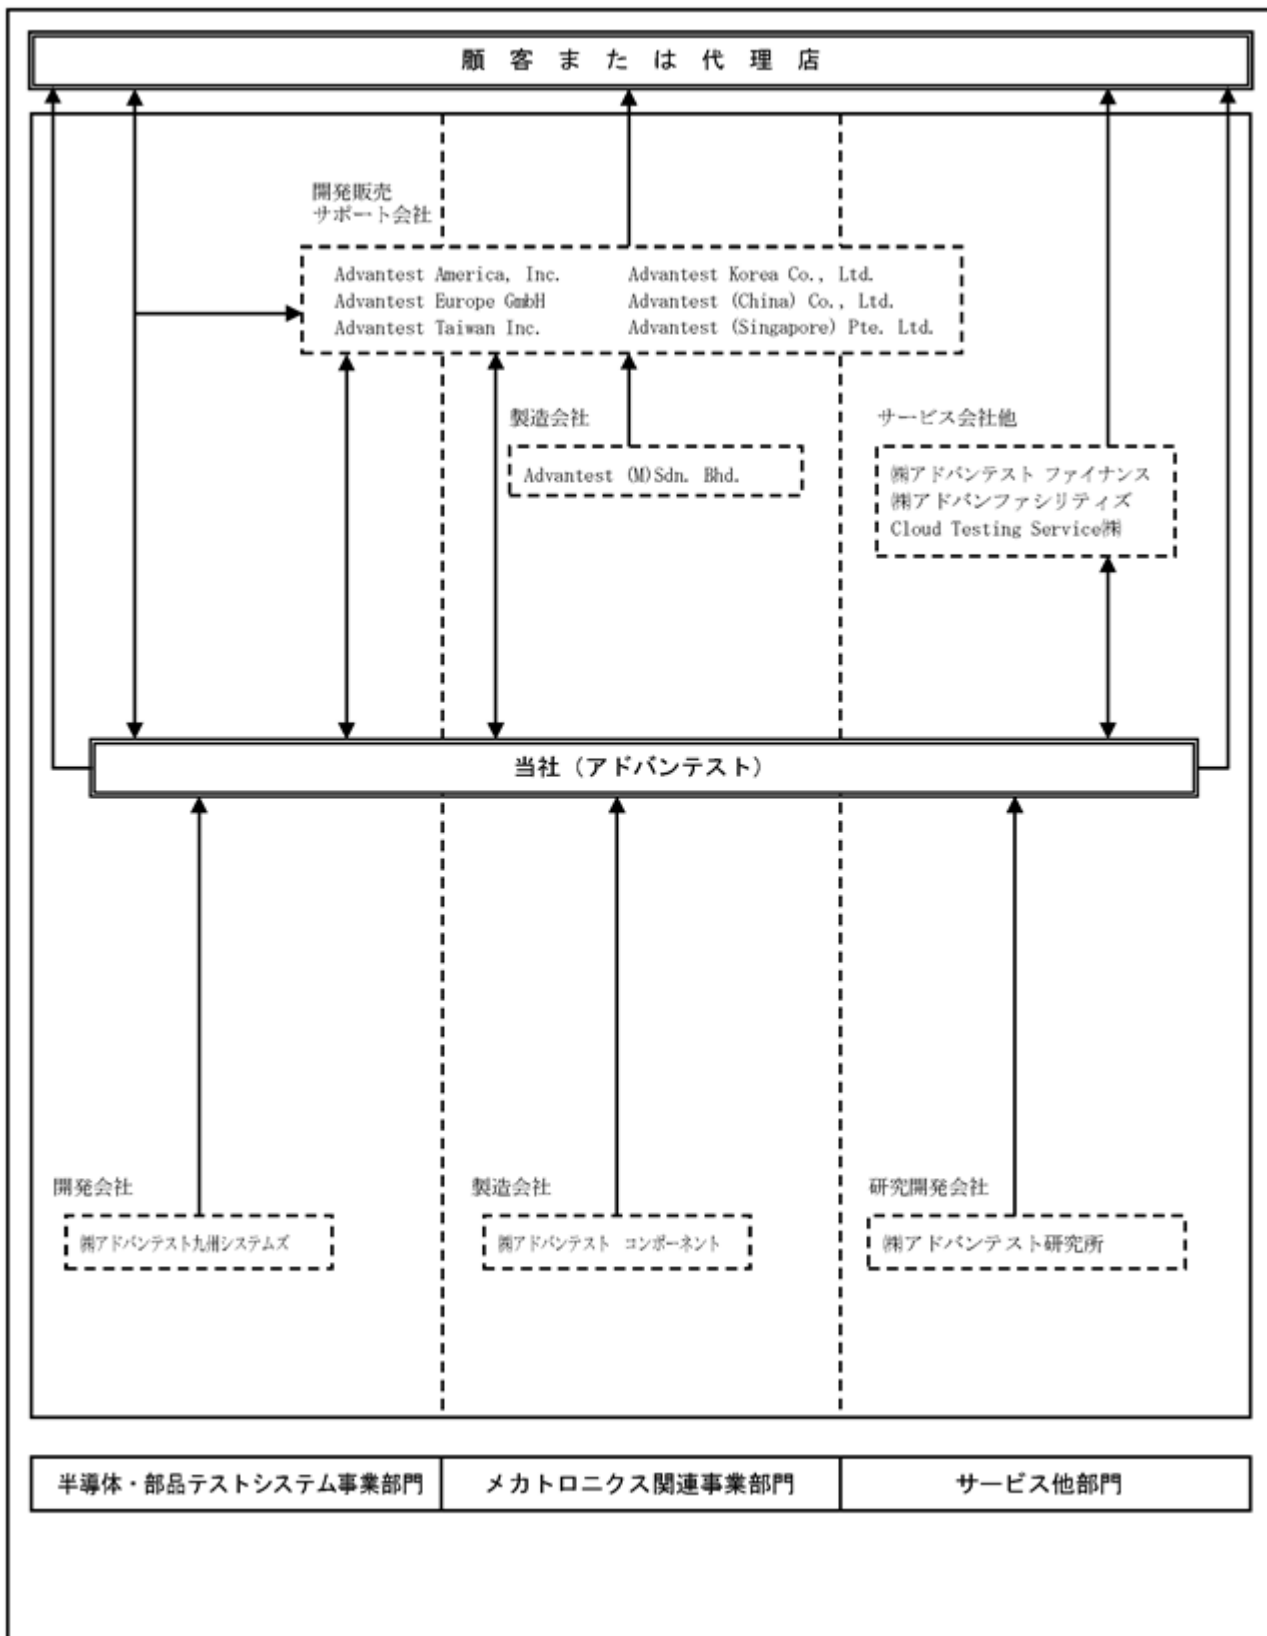 顧客または代理店
開発販売
サポート会社
Advantest America, Inc.
Advantest Europe GmbH
Advantest Taiwan Inc.
Advantest Korea Co., Ltd.
Advantest (China) Co., Ltd.
Advantest (Singapore) Pte. Ltd.
製造会社
Advantest (M)Sdn. Bhd.
サービス会社他
㈱アドバンテスト ファイナンス
㈱アドバンファシリティズ
Cloud Testing Service㈱
当社（アドバンテスト）
開発会社
㈱アドバンテスト九州システムズ
製造会社
㈱アドバンテスト コンポーネント
研究開発会社
㈱アドバンテスト研究所
半導体・部品テストシステム事業部門
メカトロニクス関連事業部門
サービス他部門